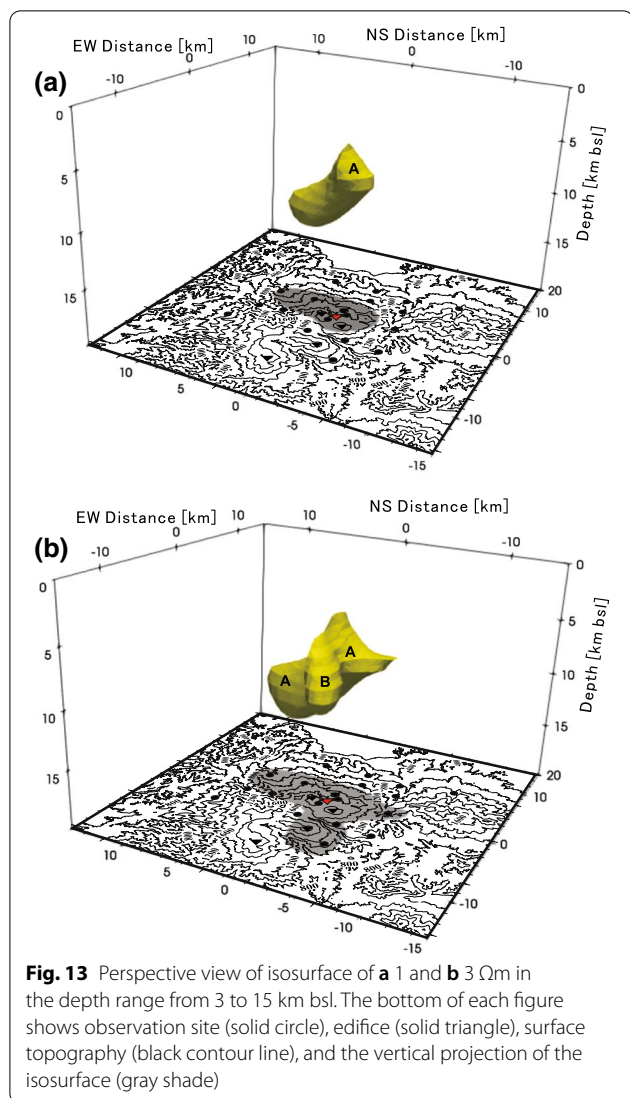 EW Distance [km]
NS Distance [km]
-10 0 10 10 0 -10
(a)
0
5
10
15
0
5
10
15
20
Depth [km bsl]
A
800
800
10 5 0 -5 -10 -15
10
0
-10
EW Distance [km]
NS Distance [km]
-10 0 10 10 0 -10
(b)
0
5
10
15
0
5
10
15
20
Depth [km bsl]
A
A
B
800
800
10 5 0 -5 -10 -15
10
0
-10
Fig. 13 Perspective view of isosurface of a 1 and b 3 Ωm in
the depth range from 3 to 15 km bsl. The bottom of each figure
shows observation site (solid circle), edifice (solid triangle), surface
topography (black contour line), and the vertical projection of the
isosurface (gray shade)